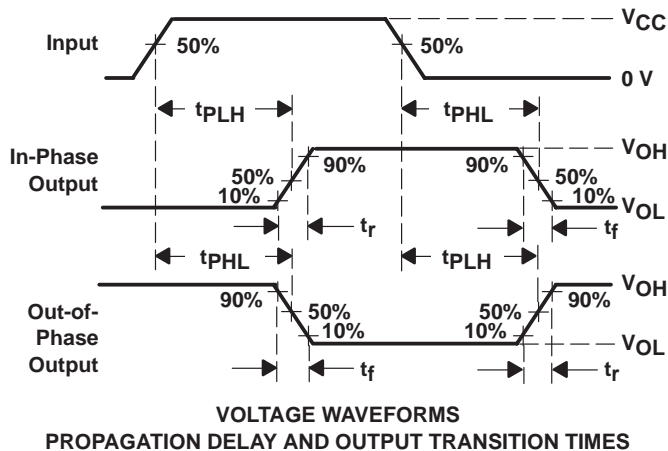 VCC
Input
50%
50%
0 V
tPLH
tPHL
In-Phase
Output
VOH
90%
90%
50%
50%
10%
10%
VOL
tr
tf
tPHL
tPLH
VOH
90%
90%
Out-of-
Phase
Output
50%
50%
10%
10%
VOL
tf
tr
VOLTAGE WAVEFORMS
PROPAGATION DELAY AND OUTPUT TRANSITION TIMES